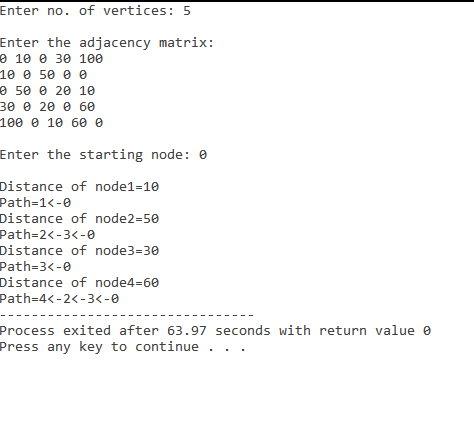 Enter no. of vertices: 5
Enter the adjacency matrix:
0 10 0 30 100
10 0 50 0 0
0 50 0 20 10
30 0 20 0 60
100 0 10 60 0
Enter the starting node: 0
Distance of node1=10
Path=1<-0
Distance of node2=50
Path=2<-3<-0
Distance of node3=30
Path=3<-0
Distance of node4=60
Path=4<-2<-3<-0
--------------------------------
Process exited after 63.97 seconds with return value 0
Press any key to continue . . .